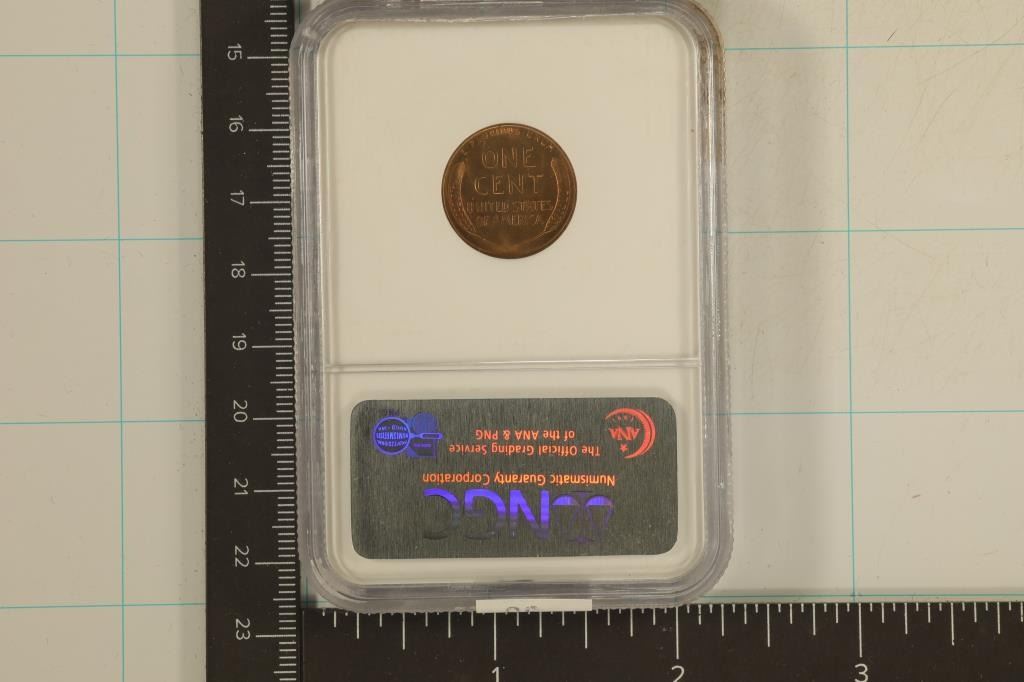 15
16
17
18
19
20
21
22
23
ONE
CENT
UNITED STATES
OF AMERICA
NGC
Numismatic Guaranty Corporation
The Official Grading Service
of the ANA & PNG
ANA
1
2
3